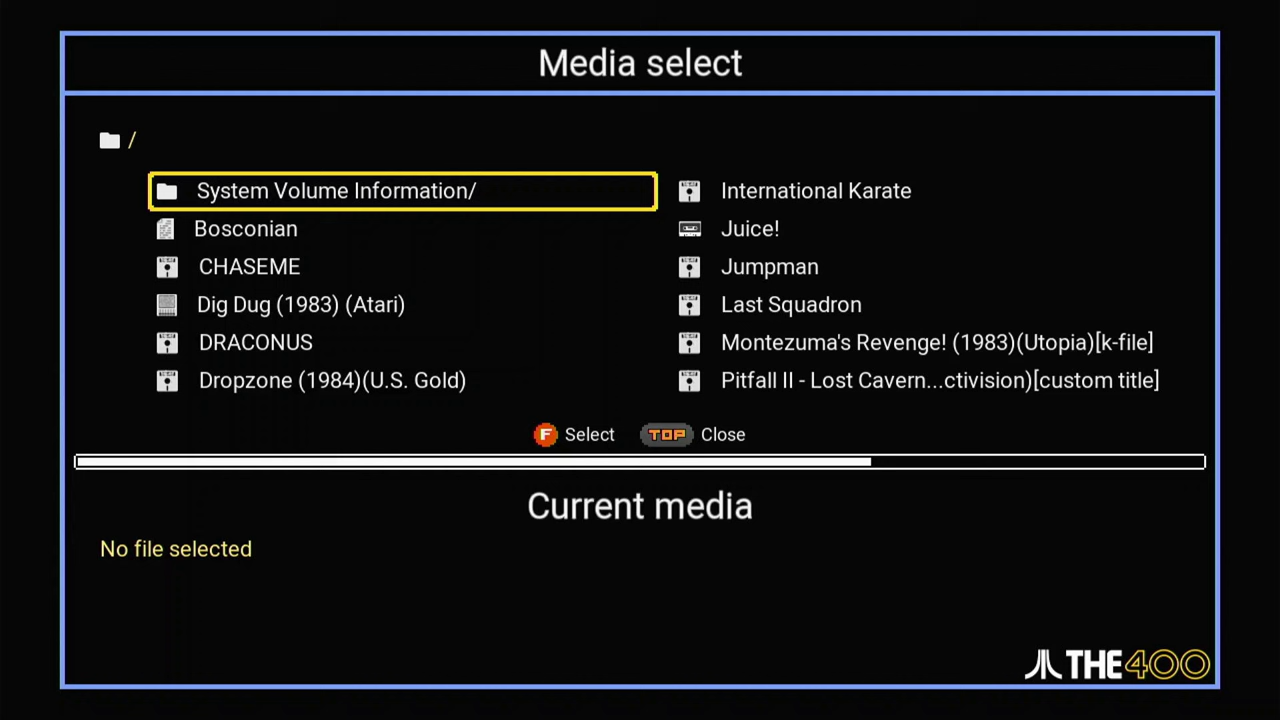 Media select
/
System Volume Information/
Bosconian
CHASEME
Dig Dug (1983) (Atari)
DRACONUS
Dropzone (1984)(U.S. Gold)
International Karate
Juice!
Jumpman
Last Squadron
Montezuma's Revenge! (1983)(Utopia)[k-file]
Pitfall II - Lost Cavern...ctivision)[custom title]
F Select TOP Close
Current media
No file selected
THE400